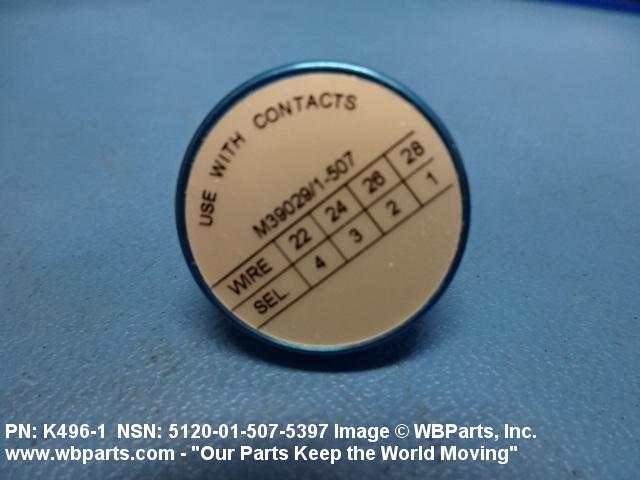 USE WITH CONTACTS
M39029/1-507
WIRE 22 24 26 28
SEL. 4 3 2 1
PN: K496-1 NSN: 5120-01-507-5397 Image © WBParts, Inc.
www.wbparts.com - "Our Parts Keep the World Moving"